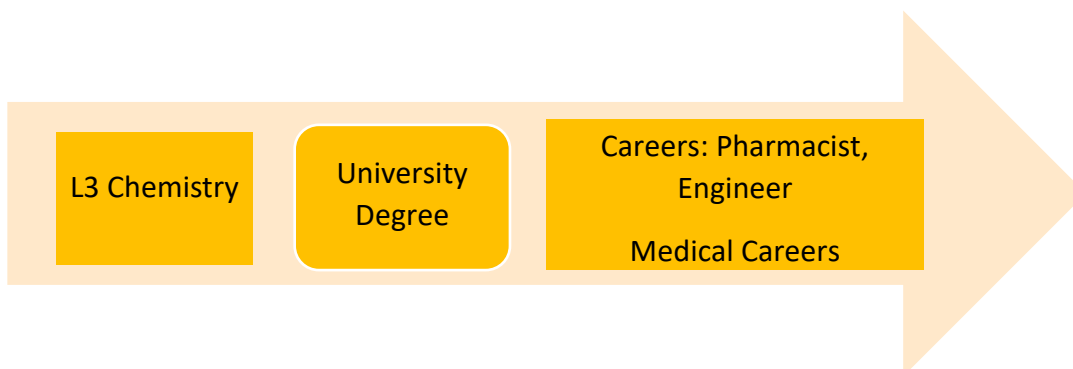 L3 Chemistry
University
Degree
Careers: Pharmacist,
Engineer
Medical Careers